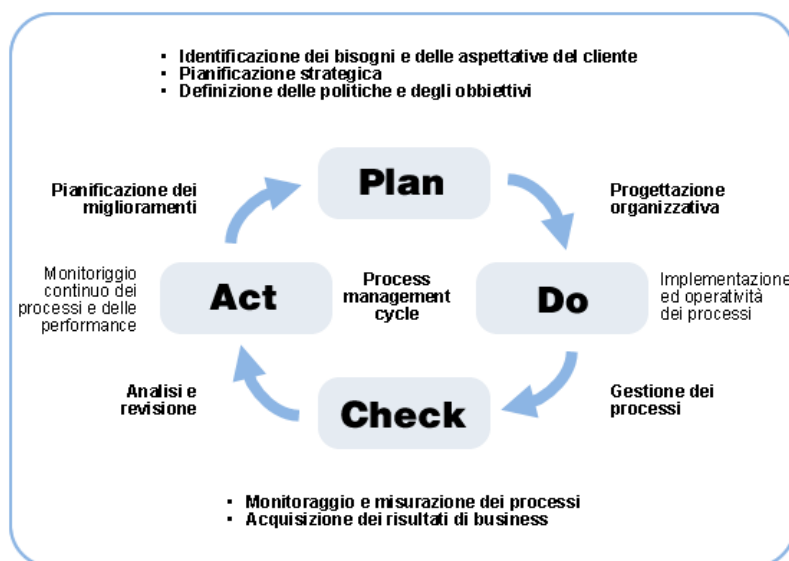 ▪ Identificazione dei bisogni e delle aspettative del cliente
▪ Pianificazione strategica
▪ Definizione delle politiche e degli obbiettivi
Plan
Pianificazione dei
miglioramenti
Progettazione
organizzativa
Monitoriggio
continuo dei
processi e delle
performance
Act
Process
management
cycle
Do
Implementazione
ed operatività
dei processi
Analisi e
revisione
Check
Gestione dei
processi
▪ Monitoraggio e misurazione dei processi
▪ Acquisizione dei risultati di business